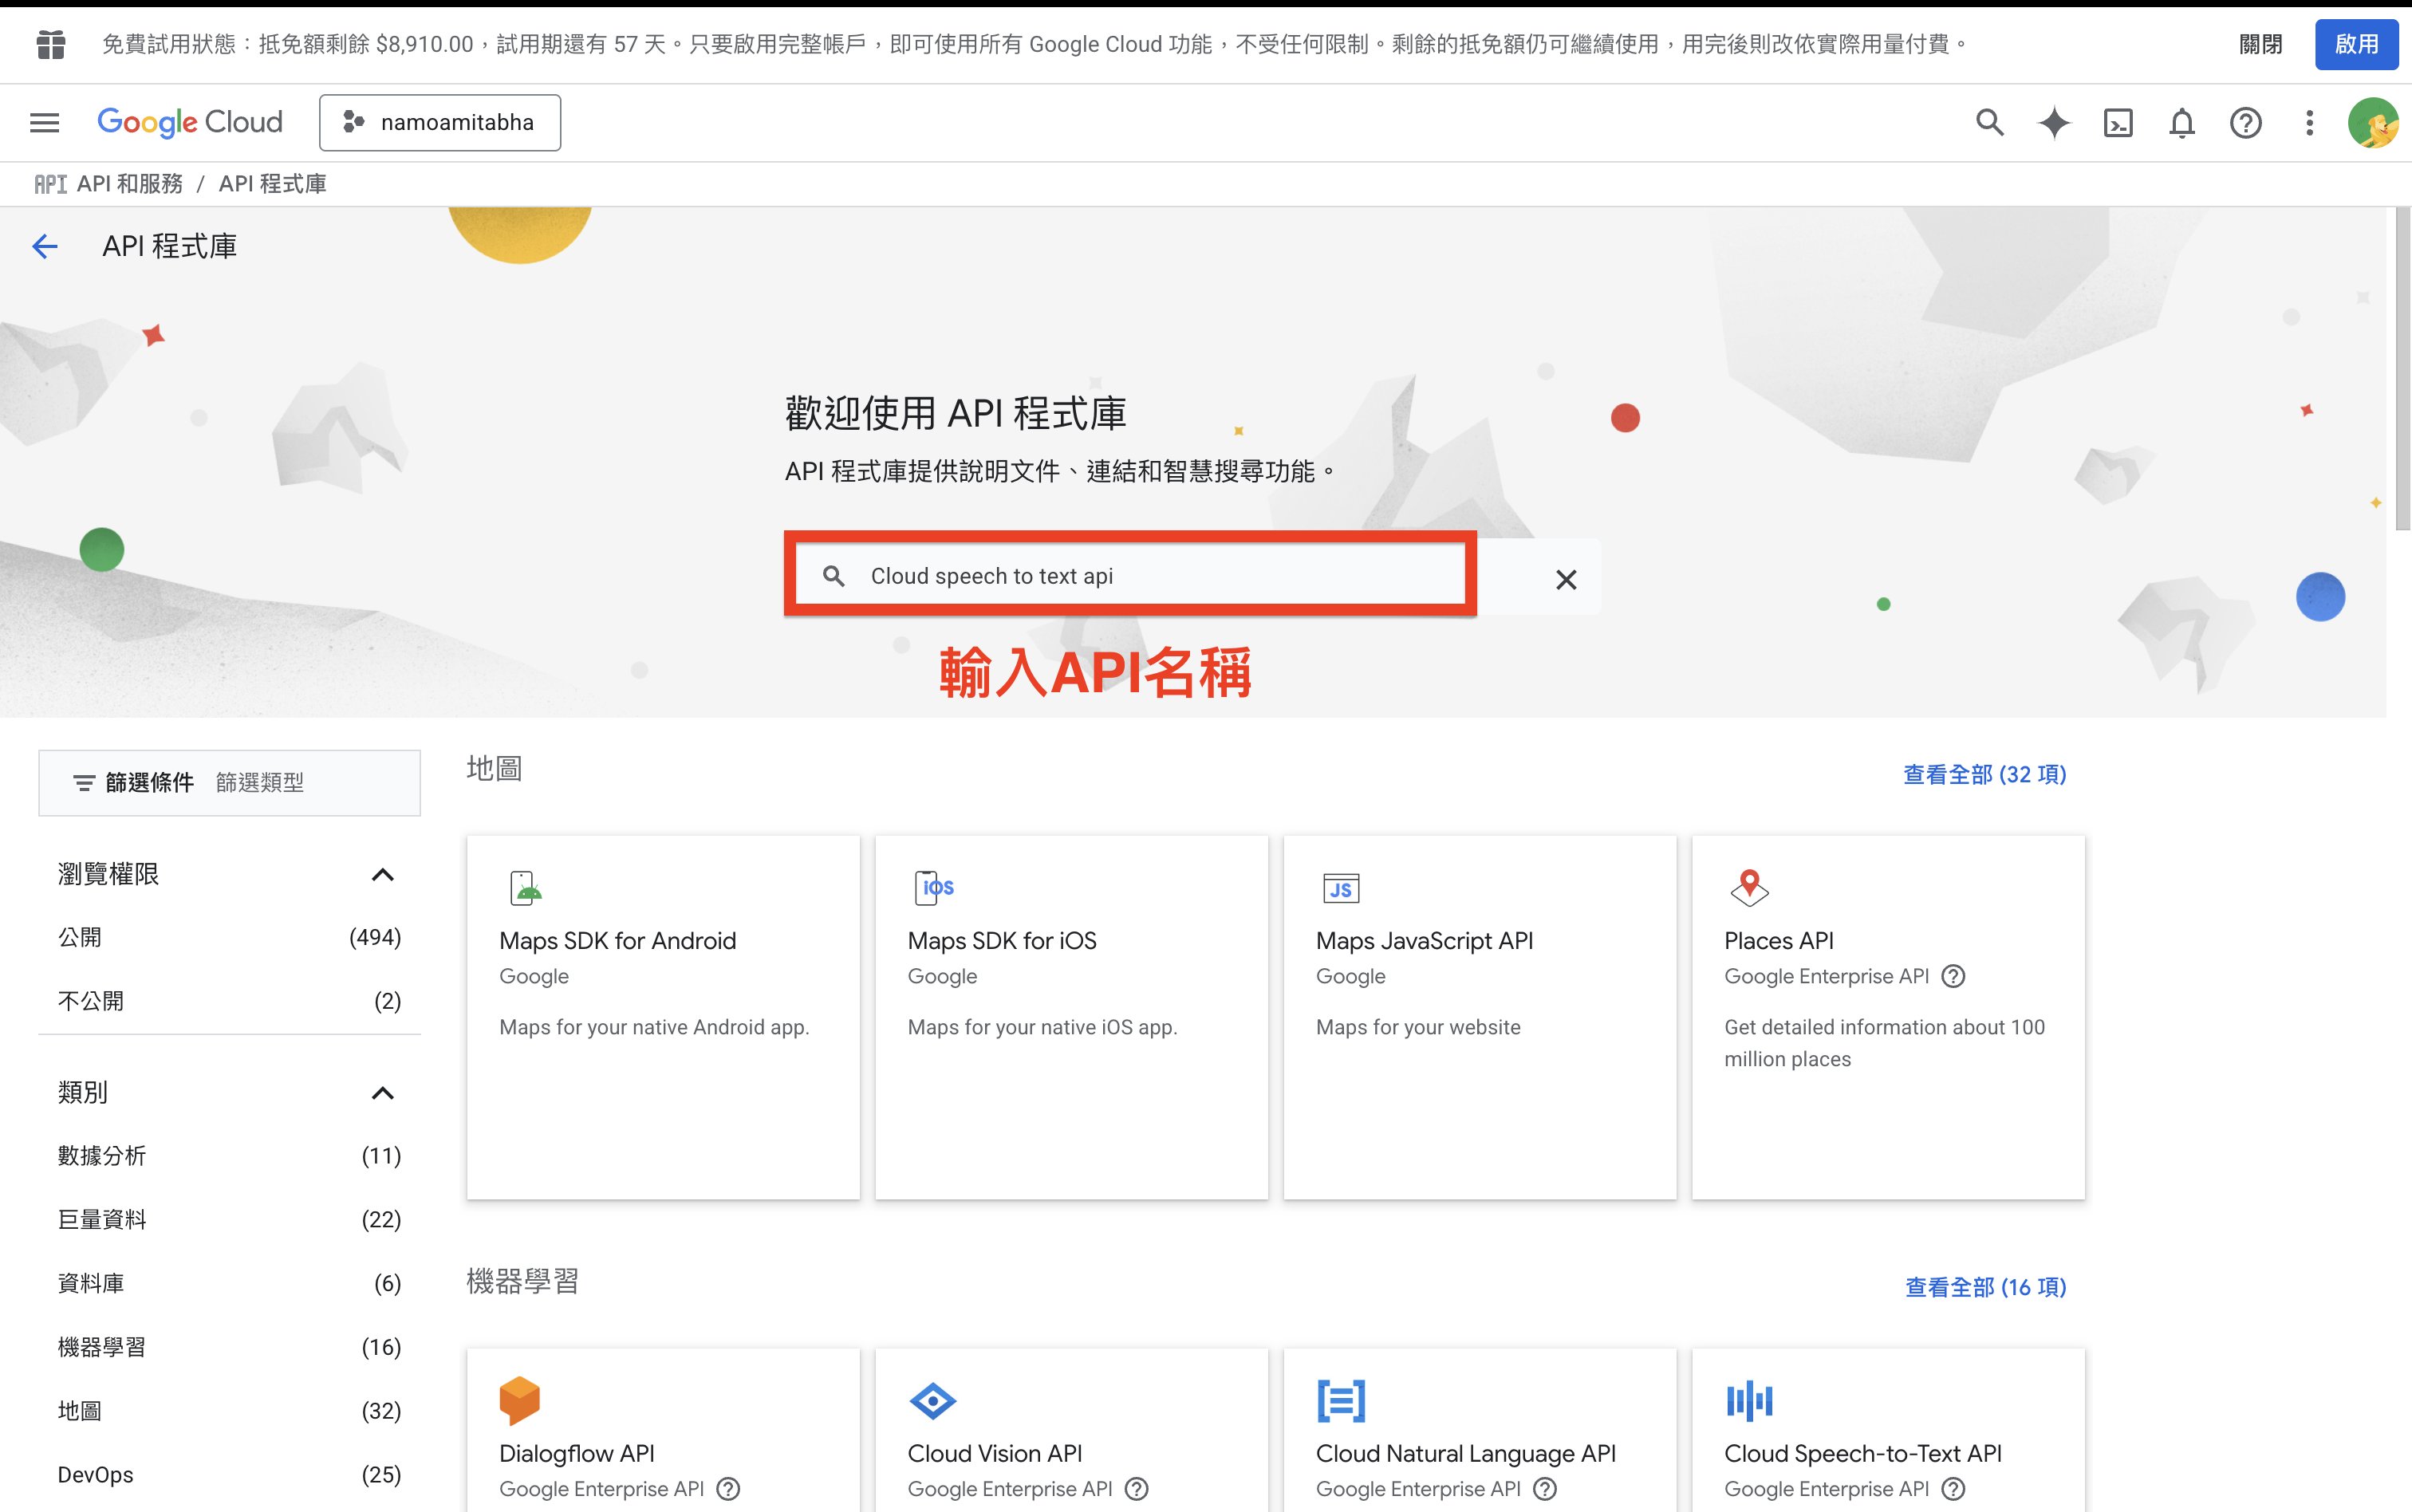 免費試用狀態：抵免額剩餘 $8,910.00，試用期還有 57 天。只要啟用完整帳戶，即可使用所有 Google Cloud 功能，不受任何限制。剩餘的抵免額仍可繼續使用，用完後則改依實際用量付費。
關閉
啟用
Google Cloud
namoamitabha
API API 和服務 / API 程式庫
API 程式庫
歡迎使用 API 程式庫
API 程式庫提供說明文件、連結和智慧搜尋功能。
Cloud speech to text api
輸入API名稱
篩選條件 篩選類型
瀏覽權限
公開 (494)
不公開 (2)
類別
數據分析 (11)
巨量資料 (22)
資料庫 (6)
機器學習 (16)
地圖 (32)
DevOps (25)
地圖
查看全部 (32 項)
Maps SDK for Android
Google
Maps for your native Android app.
iOS
Maps SDK for iOS
Google
Maps for your native iOS app.
JS
Maps JavaScript API
Google
Maps for your website
Places API
Google Enterprise API
Get detailed information about 100
million places
機器學習
查看全部 (16 項)
Dialogflow API
Google Enterprise API
Cloud Vision API
Google Enterprise API
Cloud Natural Language API
Google Enterprise API
Cloud Speech-to-Text API
Google Enterprise API